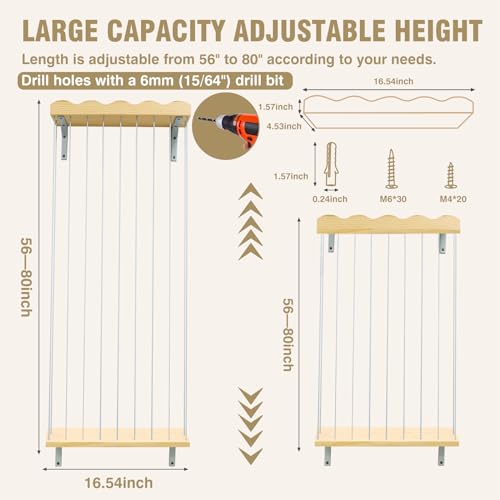 LARGE CAPACITY ADJUSTABLE HEIGHT
Length is adjustable from 56" to 80" according to your needs.
Drill holes with a 6mm (15/64") drill bit
16.54inch
1.57inch
4.53inch
1.57inch
0.24inch
M6*30
M4*20
56—80inch
56—80inch
16.54inch